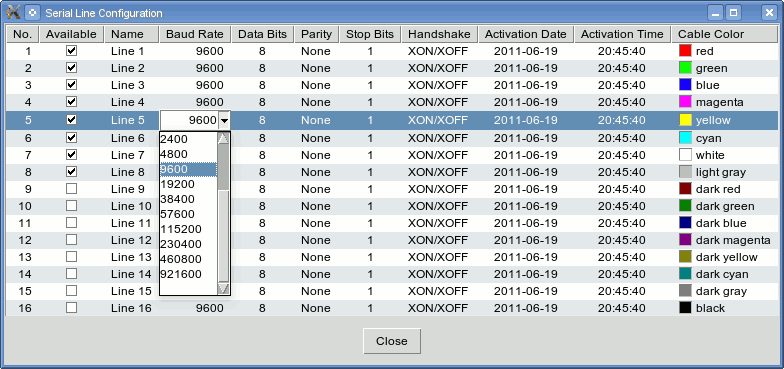 Serial Line Configuration
No. Available Name Baud Rate Data Bits Parity Stop Bits Handshake Activation Date Activation Time Cable Color
1 Line 1 9600 8 None 1 XON/XOFF 2011-06-19 20:45:40 red
2 Line 2 9600 8 None 1 XON/XOFF 2011-06-19 20:45:40 green
3 Line 3 9600 8 None 1 XON/XOFF 2011-06-19 20:45:40 blue
4 Line 4 9600 8 None 1 XON/XOFF 2011-06-19 20:45:40 magenta
5 Line 5 9600 8 None 1 XON/XOFF 2011-06-19 20:45:40 yellow
6 Line 6 2400 8 None 1 XON/XOFF 2011-06-19 20:45:40 cyan
7 Line 7 4800 8 None 1 XON/XOFF 2011-06-19 20:45:40 white
8 Line 8 9600 8 None 1 XON/XOFF 2011-06-19 20:45:40 light gray
9 Line 9 19200 8 None 1 XON/XOFF 2011-06-19 20:45:40 dark red
10 Line 10 38400 8 None 1 XON/XOFF 2011-06-19 20:45:40 dark green
11 Line 11 57600 8 None 1 XON/XOFF 2011-06-19 20:45:40 dark blue
115200
12 Line 12 230400 8 None 1 XON/XOFF 2011-06-19 20:45:40 dark magenta
13 Line 13 460800 8 None 1 XON/XOFF 2011-06-19 20:45:40 dark yellow
14 Line 14 921600 8 None 1 XON/XOFF 2011-06-19 20:45:40 dark cyan
15 Line 15 8 None 1 XON/XOFF 2011-06-19 20:45:40 dark gray
16 Line 16 9600 8 None 1 XON/XOFF 2011-06-19 20:45:40 black
Close